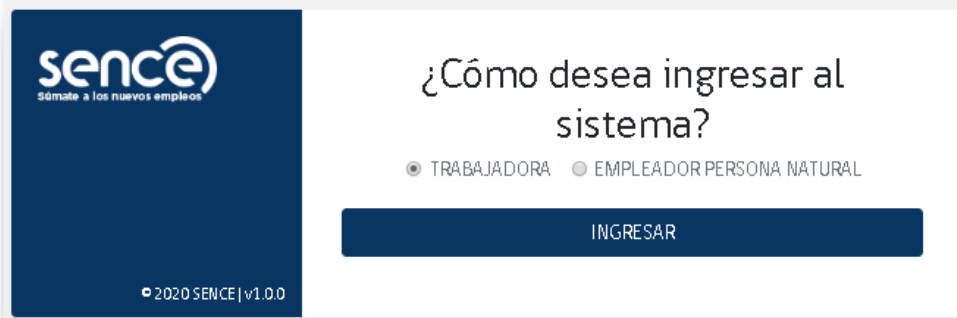 sence
Súmate a los nuevos empleos
© 2020 SENCE | v1.0.0
¿Cómo desea ingresar al
sistema?
TRABAJADORA EMPLEADOR PERSONA NATURAL
INGRESAR